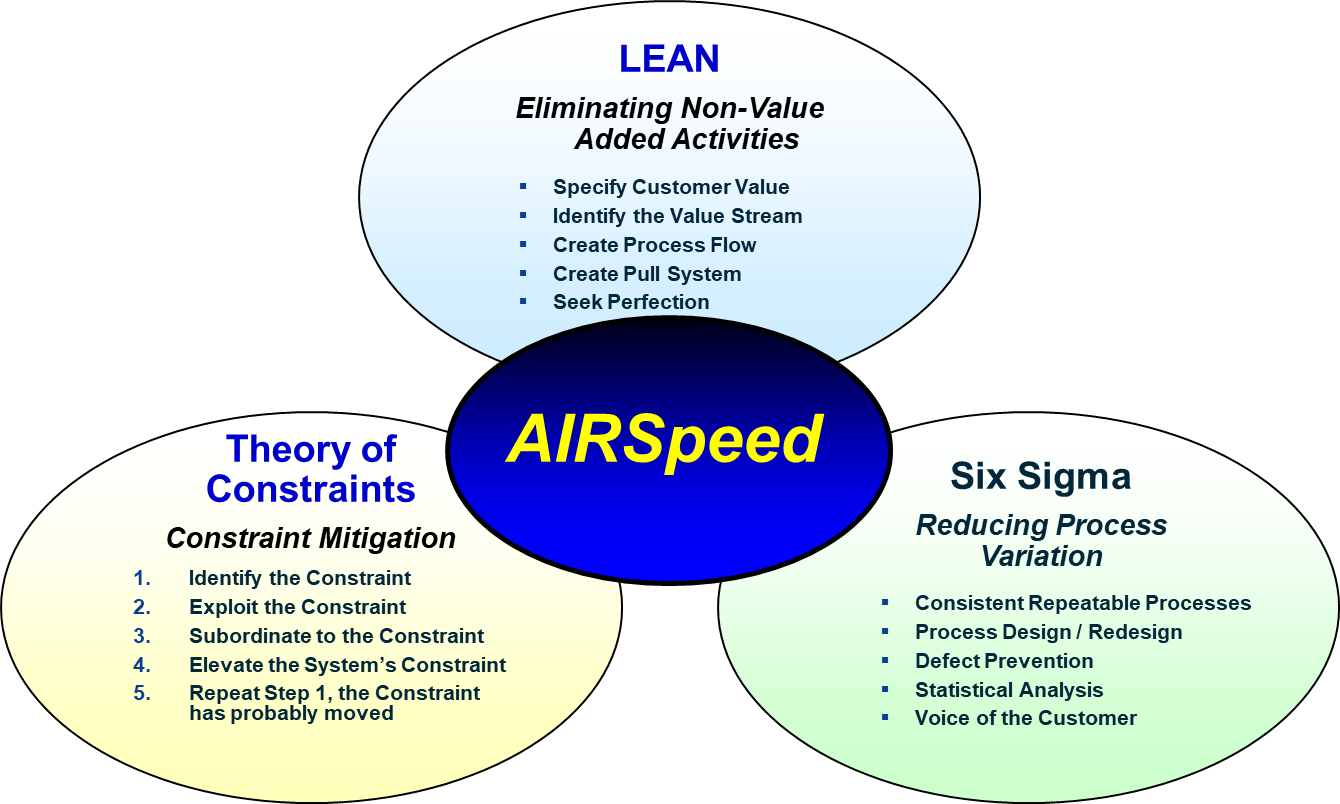 LEAN
Eliminating Non-Value
Added Activities
▪ Specify Customer Value
▪ Identify the Value Stream
▪ Create Process Flow
▪ Create Pull System
▪ Seek Perfection
AIRSpeed
Theory of
Constraints
Constraint Mitigation
1. Identify the Constraint
2. Exploit the Constraint
3. Subordinate to the Constraint
4. Elevate the System’s Constraint
5. Repeat Step 1, the Constraint
has probably moved
Six Sigma
Reducing Process
Variation
▪ Consistent Repeatable Processes
▪ Process Design / Redesign
▪ Defect Prevention
▪ Statistical Analysis
▪ Voice of the Customer